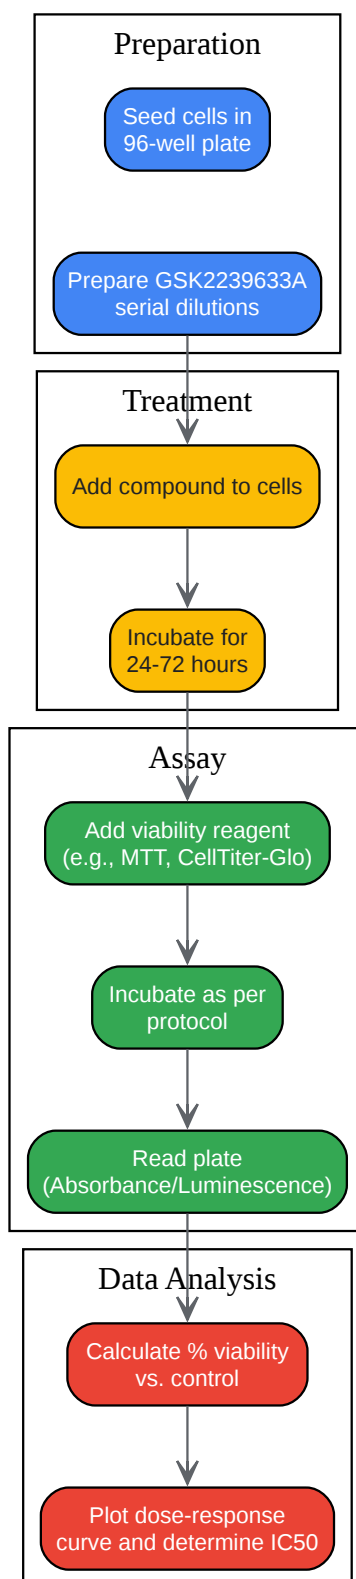 Preparation
Seed cells in
96-well plate
Prepare GSK2239633A
serial dilutions
Treatment
Add compound to cells
Incubate for
24-72 hours
Assay
Add viability reagent
(e.g., MTT, CellTiter-Glo)
Incubate as per
protocol
Read plate
(Absorbance/Luminescence)
Data Analysis
Calculate % viability
vs. control
Plot dose-response
curve and determine IC50